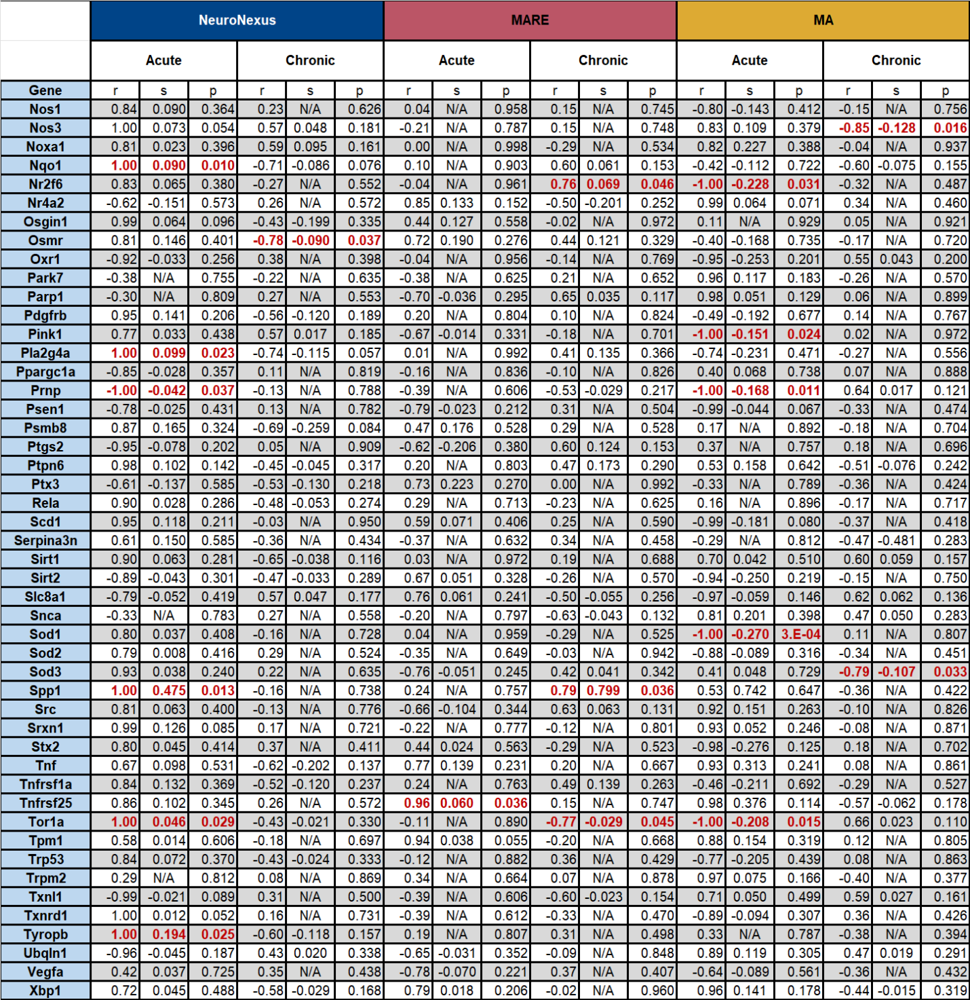 NeuroNexus MARE MA
Acute Chronic Acute Chronic Acute Chronic
Gene r s p r s p r s p r s p r s p r s p
Nos1 0.84 0.090 0.364 0.23 N/A 0.626 0.04 N/A 0.958 0.15 N/A 0.745 -0.80 -0.143 0.412 -0.15 N/A 0.756
Nos3 1.00 0.073 0.054 0.57 0.048 0.181 -0.21 N/A 0.787 0.15 N/A 0.748 0.83 0.109 0.379 -0.85 -0.128 0.016
Noxa1 0.81 0.023 0.396 0.59 0.095 0.161 0.00 N/A 0.998 -0.29 N/A 0.534 0.82 0.227 0.388 -0.04 N/A 0.937
Nqo1 1.00 0.090 0.010 -0.71 -0.086 0.076 0.10 N/A 0.903 0.60 0.061 0.153 -0.42 -0.112 0.722 -0.60 -0.075 0.155
Nr2f6 0.83 0.065 0.380 -0.27 N/A 0.552 -0.04 N/A 0.961 0.76 0.069 0.046 -1.00 -0.228 0.031 -0.32 N/A 0.487
Nr4a2 -0.62 -0.151 0.573 0.26 N/A 0.572 0.85 0.133 0.152 -0.50 -0.201 0.252 0.99 0.064 0.071 0.34 N/A 0.460
Osgin1 0.99 0.064 0.096 -0.43 -0.199 0.335 0.44 0.127 0.558 -0.02 N/A 0.972 0.11 N/A 0.929 0.05 N/A 0.921
Osmr 0.81 0.146 0.401 -0.78 -0.090 0.037 0.72 0.190 0.276 0.44 0.121 0.329 -0.40 -0.168 0.735 -0.17 N/A 0.720
Oxr1 -0.92 -0.033 0.256 0.38 N/A 0.398 -0.04 N/A 0.956 -0.14 N/A 0.769 -0.95 -0.253 0.201 0.55 0.043 0.200
Park7 -0.38 N/A 0.755 -0.22 N/A 0.635 -0.38 N/A 0.625 0.21 N/A 0.652 0.96 0.117 0.183 -0.26 N/A 0.570
Parp1 -0.30 N/A 0.809 0.27 N/A 0.553 -0.70 -0.036 0.295 0.65 0.035 0.117 0.98 0.051 0.129 0.06 N/A 0.899
Pdgfrb 0.95 0.141 0.206 -0.56 -0.120 0.189 0.20 N/A 0.804 0.10 N/A 0.824 -0.49 -0.192 0.677 0.14 N/A 0.767
Pink1 0.77 0.033 0.438 0.57 0.017 0.185 -0.67 -0.014 0.331 -0.18 N/A 0.701 -1.00 -0.151 0.024 0.02 N/A 0.972
Pla2g4a 1.00 0.099 0.023 -0.74 -0.115 0.057 0.01 N/A 0.992 0.41 0.135 0.366 -0.74 -0.231 0.471 -0.27 N/A 0.556
Ppargc1a -0.85 -0.028 0.357 0.11 N/A 0.819 -0.16 N/A 0.836 -0.10 N/A 0.826 0.40 0.068 0.738 0.07 N/A 0.888
Prnp -1.00 -0.042 0.037 -0.13 N/A 0.788 -0.39 N/A 0.606 -0.53 -0.029 0.217 -1.00 -0.168 0.011 0.64 0.017 0.121
Psen1 -0.78 -0.025 0.431 0.13 N/A 0.782 -0.79 -0.023 0.212 0.31 N/A 0.504 -0.99 -0.044 0.067 -0.33 N/A 0.474
Psmb8 0.87 0.165 0.324 -0.69 -0.259 0.084 0.47 0.176 0.528 0.29 N/A 0.528 0.17 N/A 0.892 -0.18 N/A 0.704
Ptgs2 -0.95 -0.078 0.202 0.05 N/A 0.909 -0.62 -0.206 0.380 0.60 0.124 0.153 0.37 N/A 0.757 0.18 N/A 0.696
Ptpn6 0.98 0.102 0.142 -0.45 -0.045 0.317 0.20 N/A 0.803 0.47 0.173 0.290 0.53 0.158 0.642 -0.51 -0.076 0.242
Ptx3 -0.61 -0.137 0.585 -0.53 -0.130 0.218 0.73 0.223 0.270 0.00 N/A 0.992 -0.33 N/A 0.789 -0.36 N/A 0.424
Rela 0.90 0.028 0.286 -0.48 -0.053 0.274 0.29 N/A 0.713 -0.23 N/A 0.625 0.16 N/A 0.896 -0.17 N/A 0.717
Scd1 0.95 0.118 0.211 -0.03 N/A 0.950 0.59 0.071 0.406 0.25 N/A 0.590 -0.99 -0.181 0.080 -0.37 N/A 0.418
Serpina3n 0.61 0.150 0.585 -0.36 N/A 0.434 -0.37 N/A 0.632 0.34 N/A 0.458 -0.29 N/A 0.812 -0.47 -0.481 0.283
Sirt1 0.90 0.063 0.281 -0.65 -0.038 0.116 0.03 N/A 0.972 0.19 N/A 0.688 0.70 0.042 0.510 0.60 0.059 0.157
Sirt2 -0.89 -0.043 0.301 -0.47 -0.033 0.289 0.67 0.051 0.328 -0.26 N/A 0.570 -0.94 -0.250 0.219 -0.15 N/A 0.750
Slc8a1 -0.79 -0.052 0.419 0.57 0.047 0.177 0.76 0.061 0.241 -0.50 -0.055 0.256 -0.97 -0.059 0.146 0.62 0.062 0.136
Snca -0.33 N/A 0.783 0.27 N/A 0.558 -0.20 N/A 0.797 -0.63 -0.043 0.132 0.81 0.201 0.398 0.47 0.050 0.283
Sod1 0.80 0.037 0.408 -0.16 N/A 0.728 0.04 N/A 0.959 -0.29 N/A 0.525 -1.00 -0.270 3.E-04 0.11 N/A 0.807
Sod2 0.79 0.008 0.416 0.29 N/A 0.524 -0.35 N/A 0.649 -0.03 N/A 0.942 -0.88 -0.089 0.316 -0.34 N/A 0.451
Sod3 0.93 0.038 0.240 0.22 N/A 0.635 -0.76 -0.051 0.245 0.42 0.041 0.342 0.41 0.048 0.729 -0.79 -0.107 0.033
Spp1 1.00 0.475 0.013 -0.16 N/A 0.738 0.24 N/A 0.757 0.79 0.799 0.036 0.53 0.742 0.647 -0.36 N/A 0.422
Src 0.81 0.063 0.400 -0.13 N/A 0.776 -0.66 -0.104 0.344 0.63 0.063 0.131 0.92 0.151 0.263 -0.10 N/A 0.826
Srxn1 0.99 0.126 0.085 0.17 N/A 0.721 -0.22 N/A 0.777 -0.12 N/A 0.801 0.93 0.052 0.246 -0.08 N/A 0.871
Stx2 0.80 0.045 0.414 0.37 N/A 0.411 0.44 0.024 0.563 -0.29 N/A 0.523 -0.98 -0.276 0.125 0.18 N/A 0.702
Tnf 0.67 0.098 0.531 -0.62 -0.202 0.137 0.77 0.139 0.231 0.20 N/A 0.667 0.93 0.313 0.241 0.08 N/A 0.861
Tnfrsf1a 0.84 0.132 0.369 -0.52 -0.120 0.237 0.24 N/A 0.763 0.49 0.139 0.263 -0.46 -0.211 0.692 -0.29 N/A 0.527
Tnfrsf25 0.86 0.102 0.345 0.26 N/A 0.572 0.96 0.060 0.036 0.15 N/A 0.747 0.98 0.376 0.114 -0.57 -0.062 0.178
Tor1a 1.00 0.046 0.029 -0.43 -0.021 0.330 -0.11 N/A 0.890 -0.77 -0.029 0.045 -1.00 -0.208 0.015 0.66 0.023 0.110
Tpm1 0.58 0.014 0.606 -0.18 N/A 0.697 0.94 0.038 0.055 -0.20 N/A 0.668 0.88 0.154 0.319 0.12 N/A 0.805
Trp53 0.84 0.072 0.370 -0.43 -0.024 0.333 -0.12 N/A 0.882 0.36 N/A 0.429 -0.77 -0.205 0.439 0.08 N/A 0.863
Trpm2 0.29 N/A 0.812 0.08 N/A 0.869 0.34 N/A 0.664 0.07 N/A 0.878 0.97 0.075 0.166 -0.40 N/A 0.377
Txnl1 -0.99 -0.021 0.089 0.31 N/A 0.500 -0.39 N/A 0.606 -0.60 -0.023 0.154 0.71 0.050 0.499 0.59 0.027 0.161
Txnrd1 1.00 0.012 0.052 0.16 N/A 0.731 -0.39 N/A 0.612 -0.33 N/A 0.470 -0.89 -0.094 0.307 0.36 N/A 0.426
Tyropb 1.00 0.194 0.025 -0.60 -0.118 0.157 0.19 N/A 0.807 0.31 N/A 0.498 0.33 N/A 0.787 -0.38 N/A 0.394
Ubqln1 -0.96 -0.045 0.187 0.43 0.020 0.338 -0.65 -0.031 0.352 -0.09 N/A 0.848 0.89 0.119 0.305 0.47 0.019 0.291
Vegfa 0.42 0.037 0.725 0.35 N/A 0.438 -0.78 -0.070 0.221 0.37 N/A 0.407 -0.64 -0.089 0.561 -0.36 N/A 0.432
Xbp1 0.72 0.045 0.488 -0.58 -0.029 0.168 0.79 0.018 0.206 -0.02 N/A 0.960 0.96 0.141 0.178 -0.44 -0.015 0.319